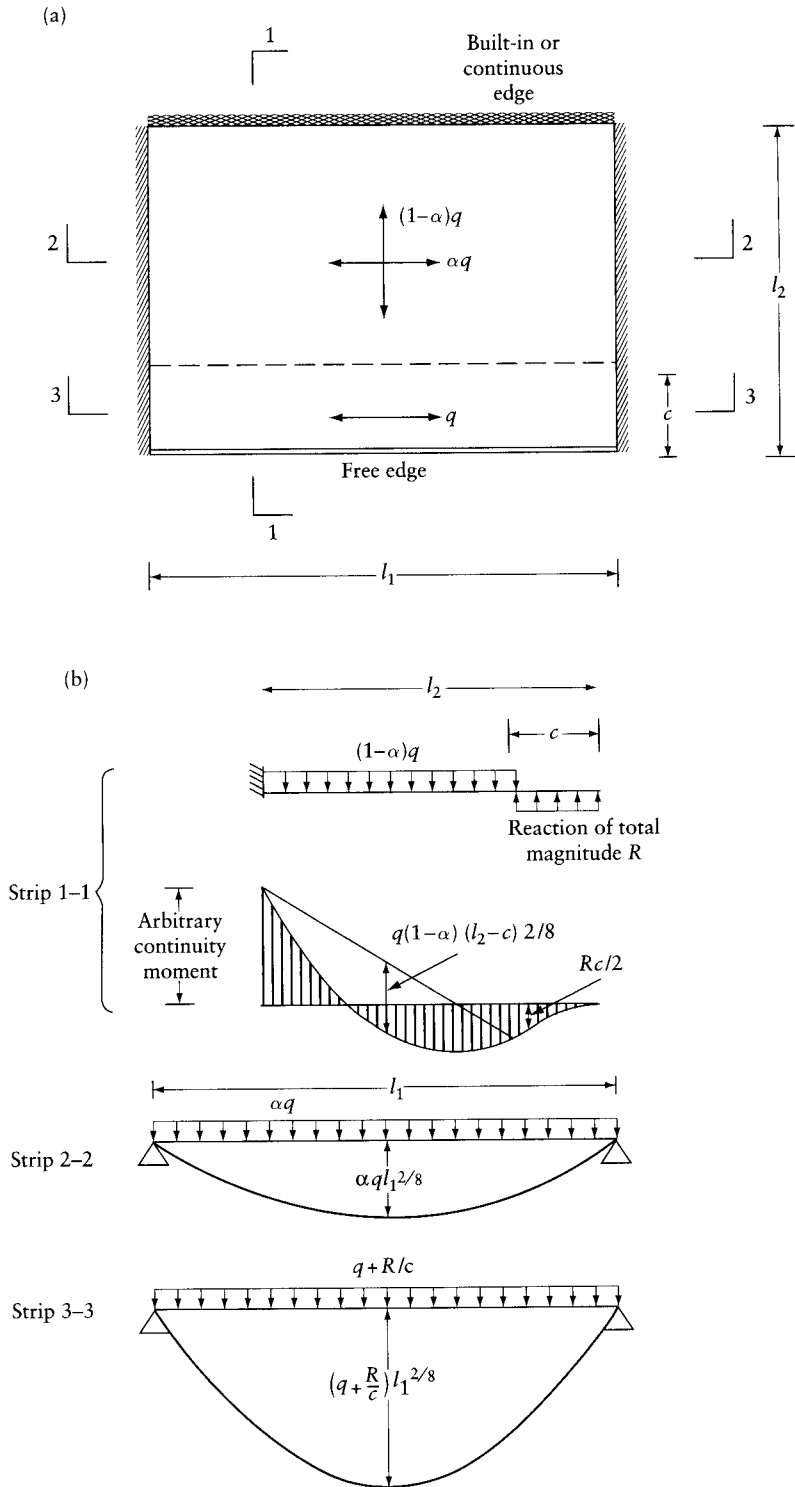 (a)
1
1
Built-in or
continuous
edge
(1−α)q
αq
2
2
l₂
3
3
q
c
Free edge
1
l₁
(b)
l₂
(1−α)q
c
Reaction of total
magnitude R
Strip 1–1
Arbitrary
continuity
moment
q(1−α) (l₂−c) 2/8
Rc/2
l₁
αq
Strip 2–2
αql₁²/⁸
q + R/c
Strip 3–3
(q + R/c) l₁²/⁸